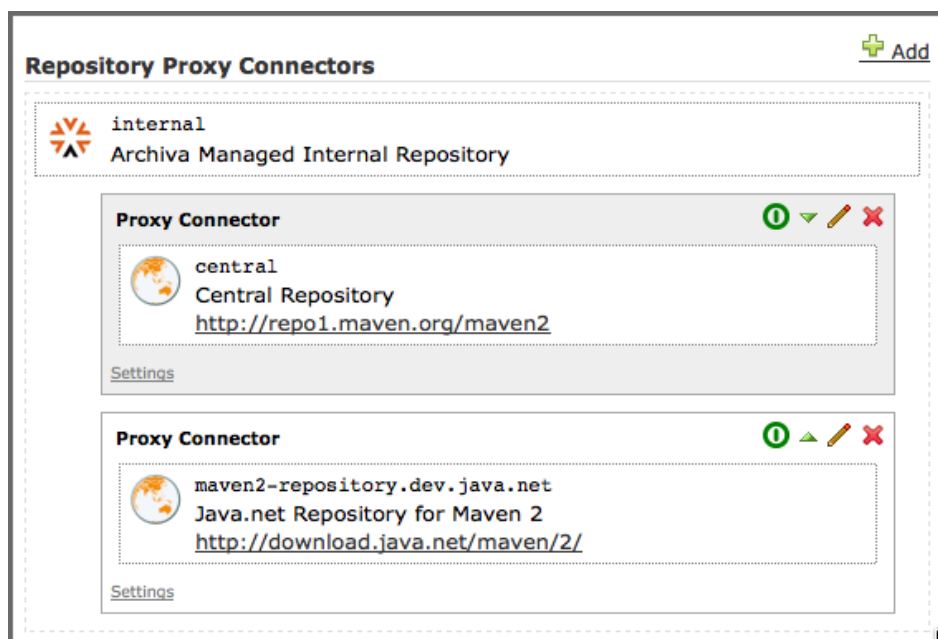 Add
Repository Proxy Connectors
internal
Archiva Managed Internal Repository
Proxy Connector
central
Central Repository
http://repo1.maven.org/maven2
Settings
Proxy Connector
maven2-repository.dev.java.net
Java.net Repository for Maven 2
http://download.java.net/maven/2/
Settings